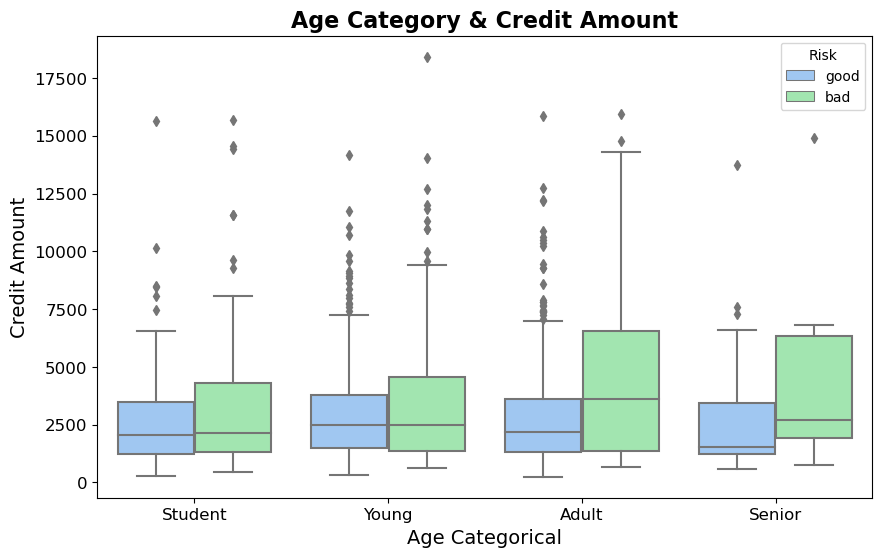 Age Category & Credit Amount
Risk
good
bad
17500
15000
12500
10000
7500
5000
2500
0
Credit Amount
Student Young Adult Senior
Age Categorical